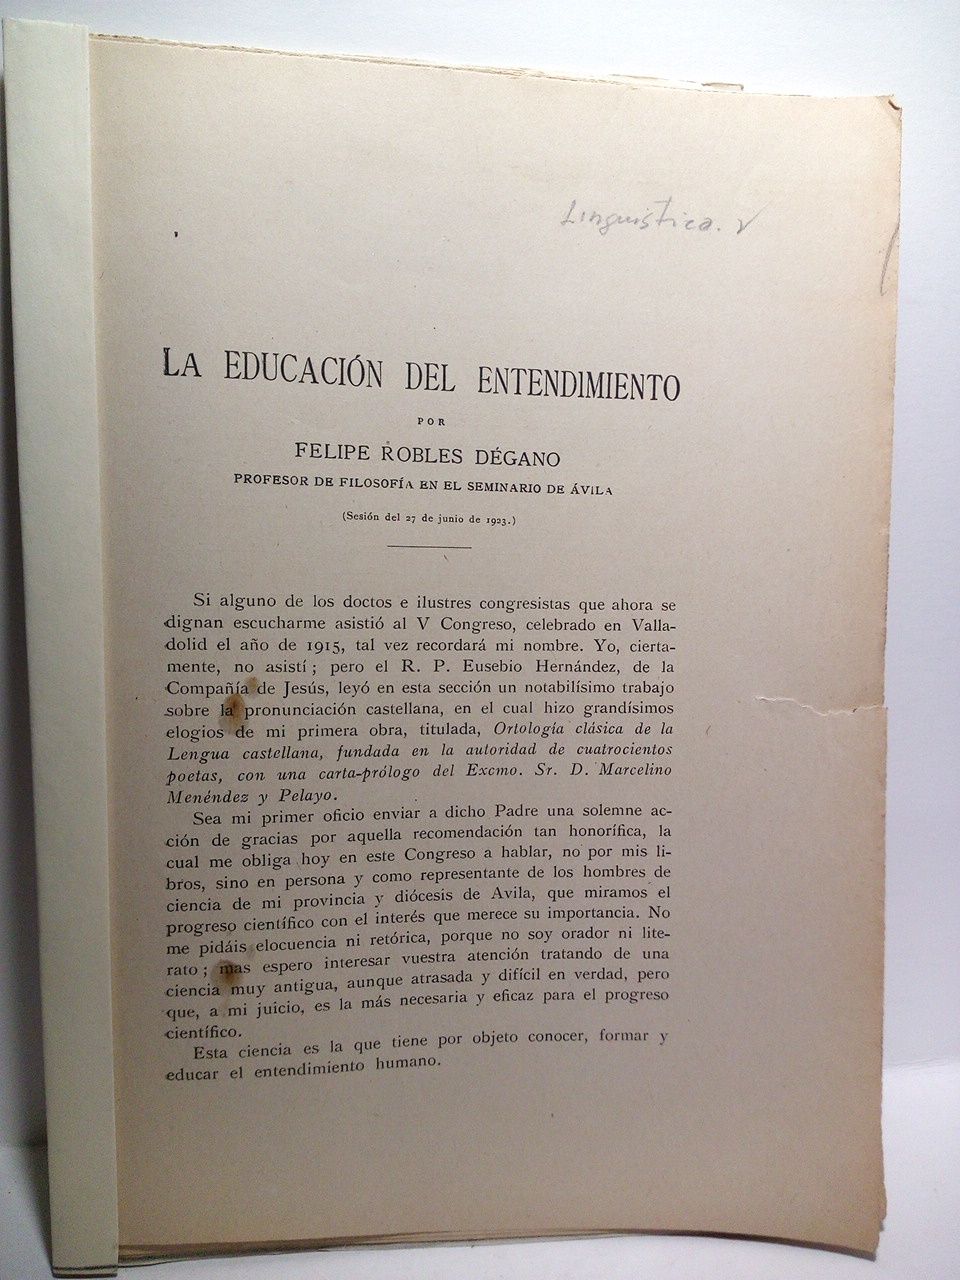 Linguistica. V
LA EDUCACIÓN DEL ENTENDIMIENTO
POR
FELIPE ROBLES DÉGANO
PROFESOR DE FILOSOFÍA EN EL SEMINARIO DE ÁVILA
(Sesión del 27 de junio de 1923.)
Si alguno de los doctos e ilustres congresistas que ahora se
dignan escucharme asistió al V Congreso, celebrado en Valla-
dolid el año de 1915, tal vez recordará mi nombre. Yo, cierta-
mente, no asistí; pero el R. P. Eusebio Hernández, de la
Compañía de Jesús, leyó en esta sección un notabilísimo trabajo
sobre la pronunciación castellana, en el cual hizo grandísimos
elogios de mi primera obra, titulada, Ortología clásica de la
Lengua castellana, fundada en la autoridad de cuatrocientos
poetas, con una carta-prólogo del Excmo. Sr. D. Marcelino
Menéndez y Pelayo.
Sea mi primer oficio enviar a dicho Padre una solemne ac-
ción de gracias por aquella recomendación tan honorífica, la
cual me obliga hoy en este Congreso a hablar, no por mis li-
bros, sino en persona y como representante de los hombres de
ciencia de mi provincia y diócesis de Avila, que miramos el
progreso científico con el interés que merece su importancia. No
me pidáis elocuencia ni retórica, porque no soy orador ni lite-
rato; mas espero interesar vuestra atención tratando de una
ciencia muy antigua, aunque atrasada y difícil en verdad, pero
que, a mi juicio, es la más necesaria y eficaz para el progreso
científico.
Esta ciencia es la que tiene por objeto conocer, formar y
educar el entendimiento humano.